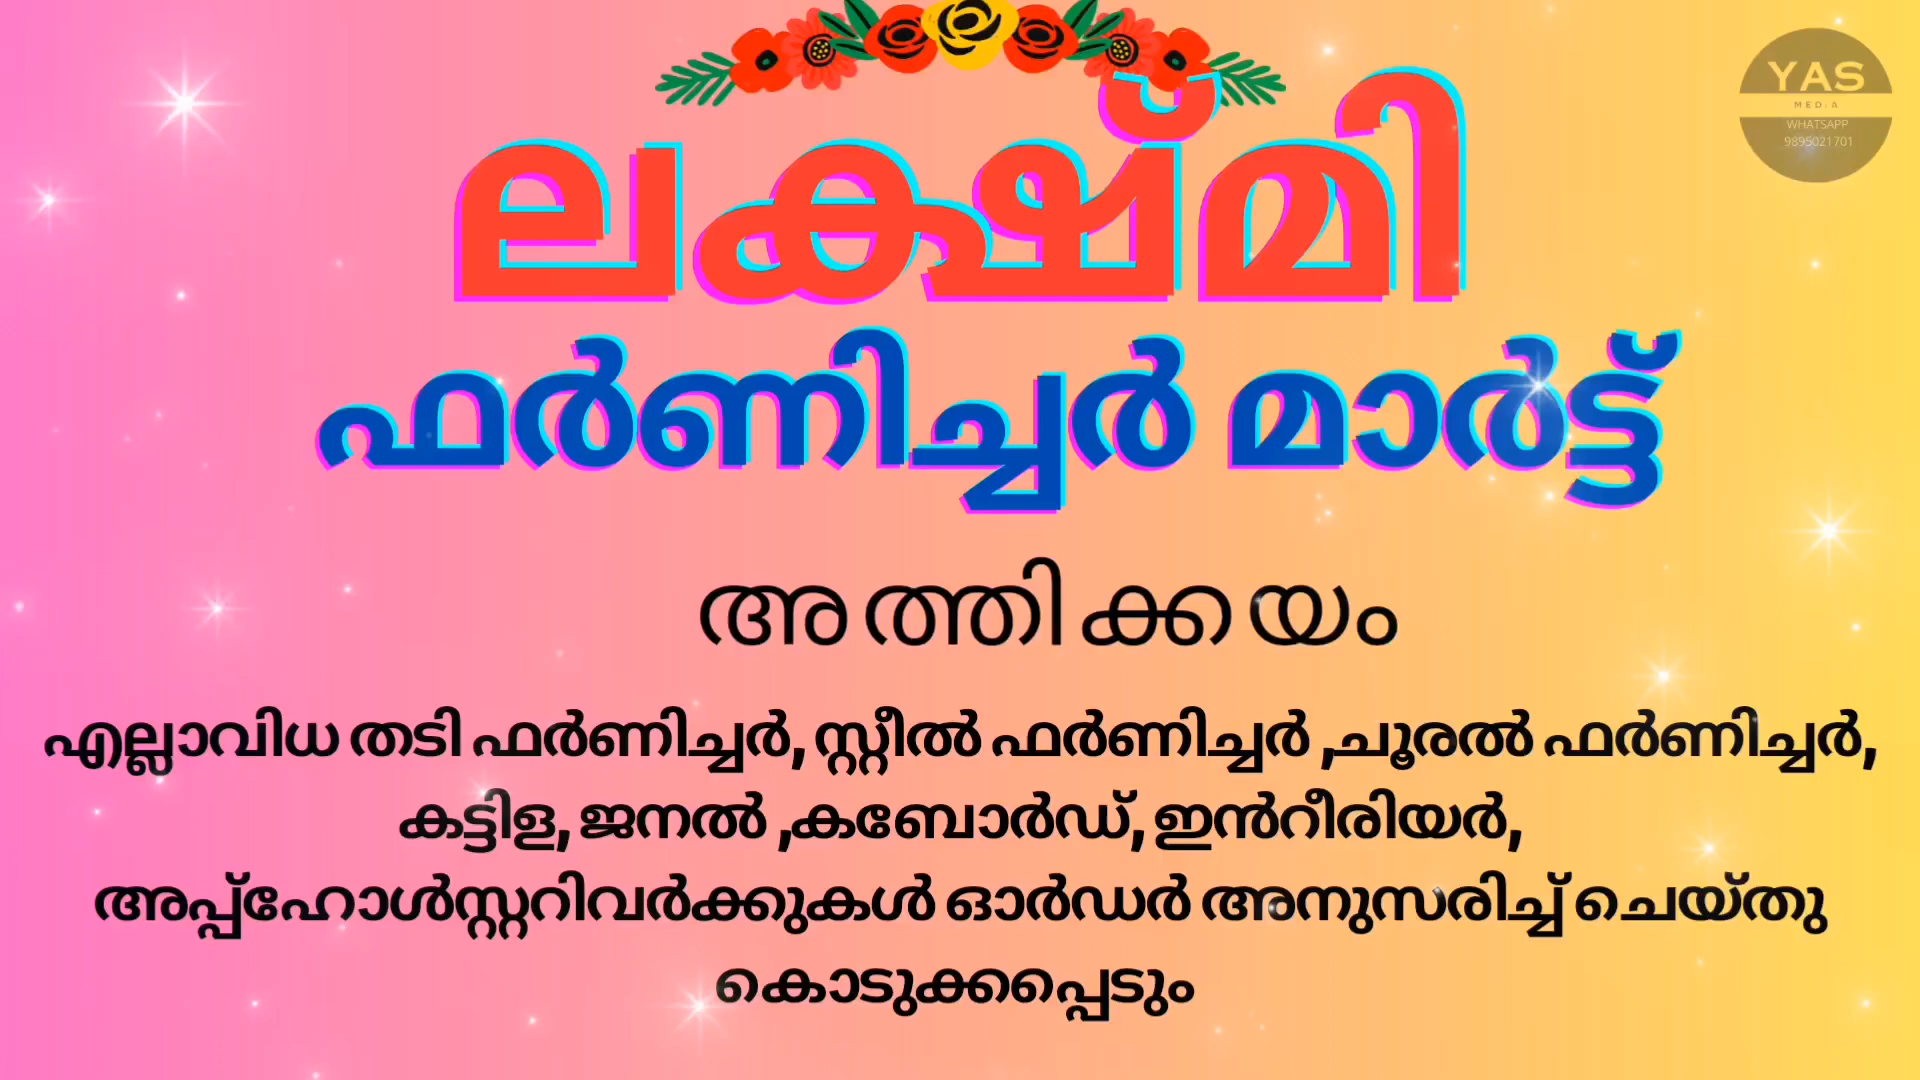 YAS
MEDIA
WHATSAPP
9895021701
ലക്ഷ്മി
ഫർണിച്ചർ മാർട്ട്
അത്തിക്കയം
എല്ലാവിധ തടി ഫർണിച്ചർ, സ്റ്റീൽ ഫർണിച്ചർ ,ചൂരൽ ഫർണിച്ചർ,
കട്ടിള, ജനൽ ,കബോർഡ്, ഇൻറീരിയർ,
അപ്പ്ഹോൾസ്റ്ററിവർക്കുകൾ ഓർഡർ അനുസരിച്ച് ചെയ്തു
കൊടുക്കപ്പെടും